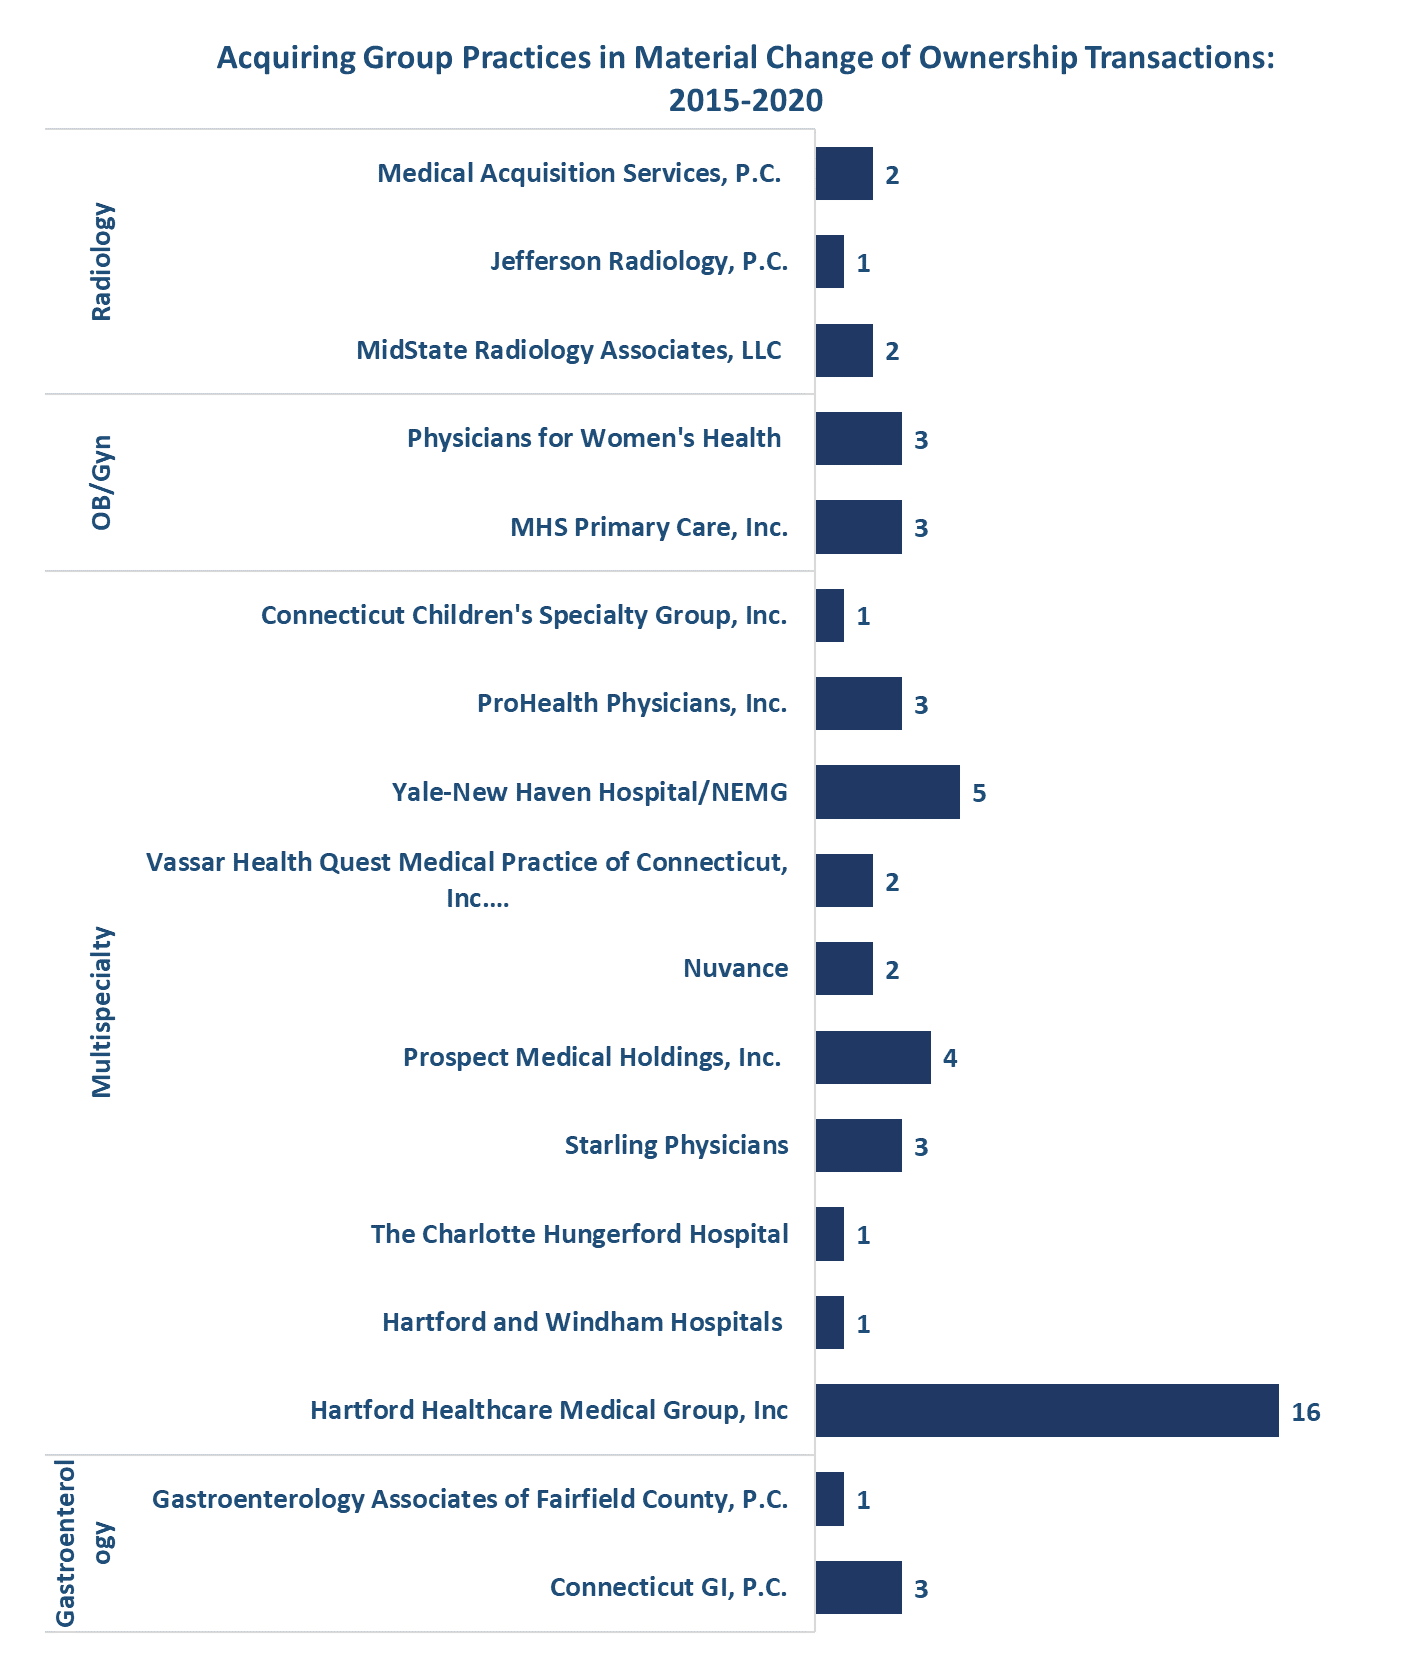 Acquiring Group Practices in Material Change of Ownership Transactions:
2015-2020
Radiology
Medical Acquisition Services, P.C. 2
Jefferson Radiology, P.C. 1
MidState Radiology Associates, LLC 2
OB/Gyn
Physicians for Women's Health 3
MHS Primary Care, Inc. 3
Multispecialty
Connecticut Children's Specialty Group, Inc. 1
ProHealth Physicians, Inc. 3
Yale-New Haven Hospital/NEMG 5
Vassar Health Quest Medical Practice of Connecticut,
Inc.... 2
Nuvance 2
Prospect Medical Holdings, Inc. 4
Starling Physicians 3
The Charlotte Hungerford Hospital 1
Hartford and Windham Hospitals 1
Hartford Healthcare Medical Group, Inc 16
Gastroenterol
ogy
Gastroenterology Associates of Fairfield County, P.C. 1
Connecticut GI, P.C. 3